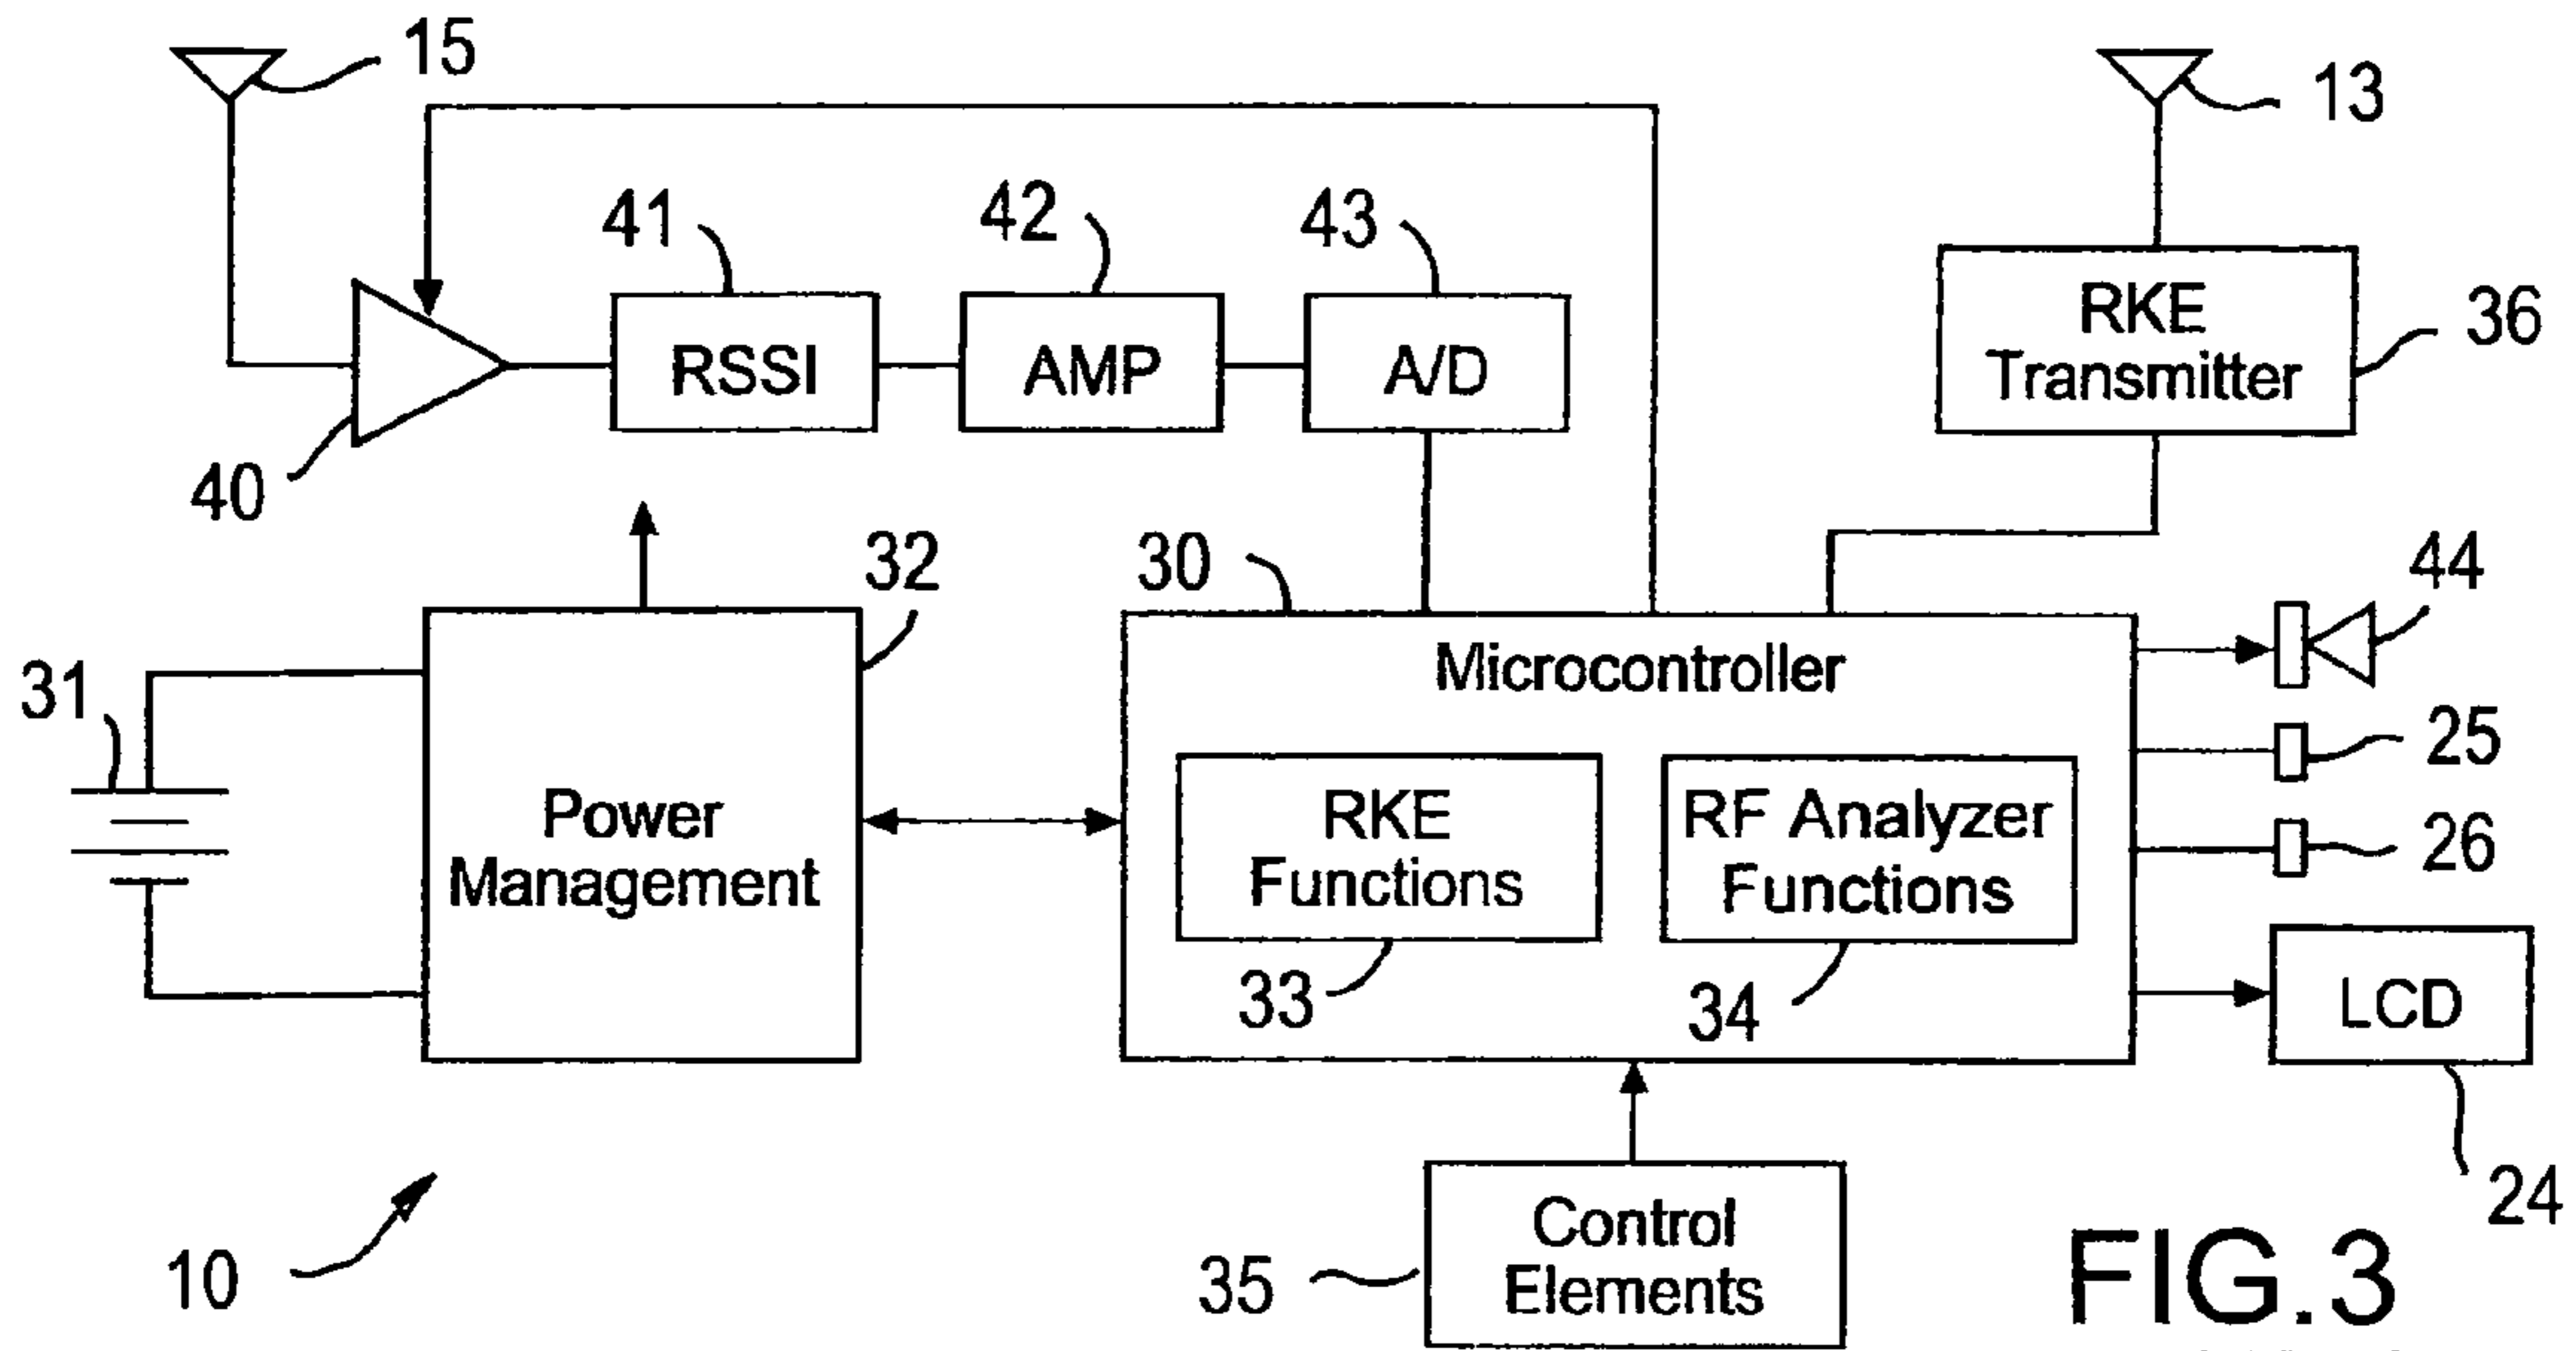 15
13
41
42
43
RSSI
AMP
A/D
RKE
Transmitter
36
40
32
30
44
31
Microcontroller
25
Power
Management
RKE
Functions
RF Analyzer
Functions
26
33
34
LCD
24
10
35
Control
Elements
FIG.3